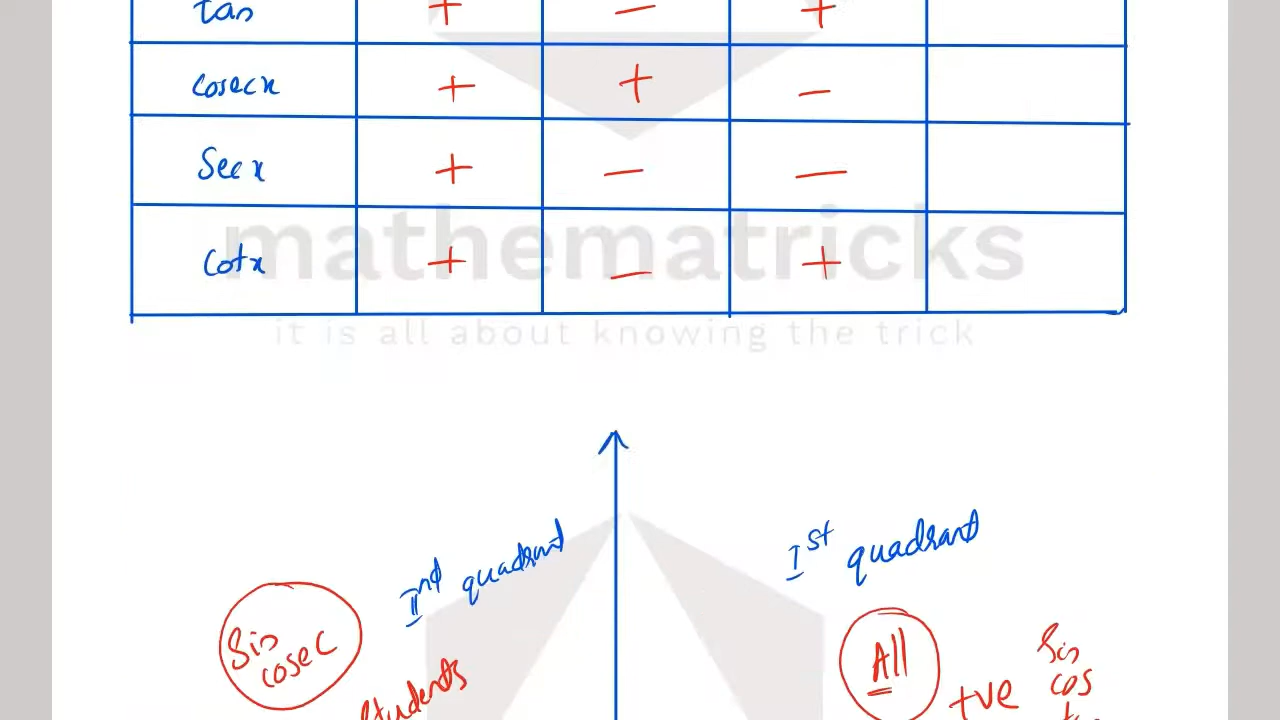 tan + − +
cosecx + + −
Secx + − −
cotx + − +
mathematricks
it is all about knowing the trick
IInd quadrant
Ist quadrant
Sin
cosec
students
All
+ve
Sin
cos